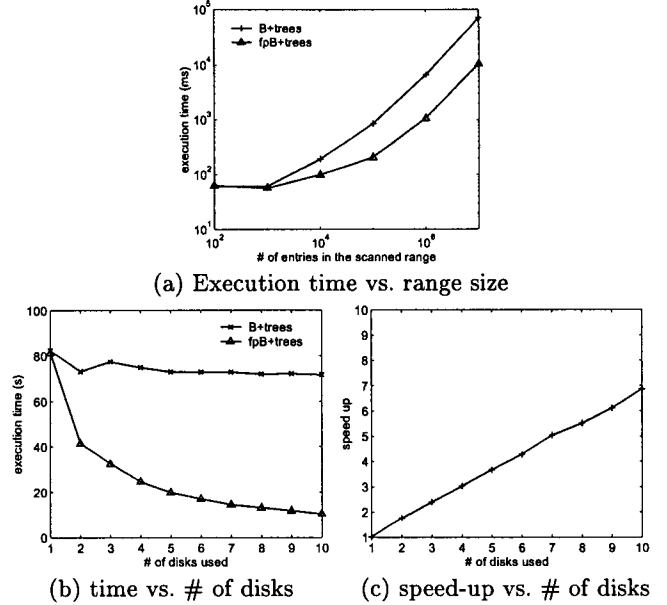 B+trees
fpB+trees
execution time (ms)
10^5
10^4
10^3
10^2
10^1
10^2
10^4
10^6
# of entries in the scanned range
(a) Execution time vs. range size
B+trees
fpB+trees
execution time (s)
100
80
60
40
20
0
1 2 3 4 5 6 7 8 9 10
# of disks used
(b) time vs. # of disks
speed up
10
9
8
7
6
5
4
3
2
1
1 2 3 4 5 6 7 8 9 10
# of disks used
(c) speed-up vs. # of disks